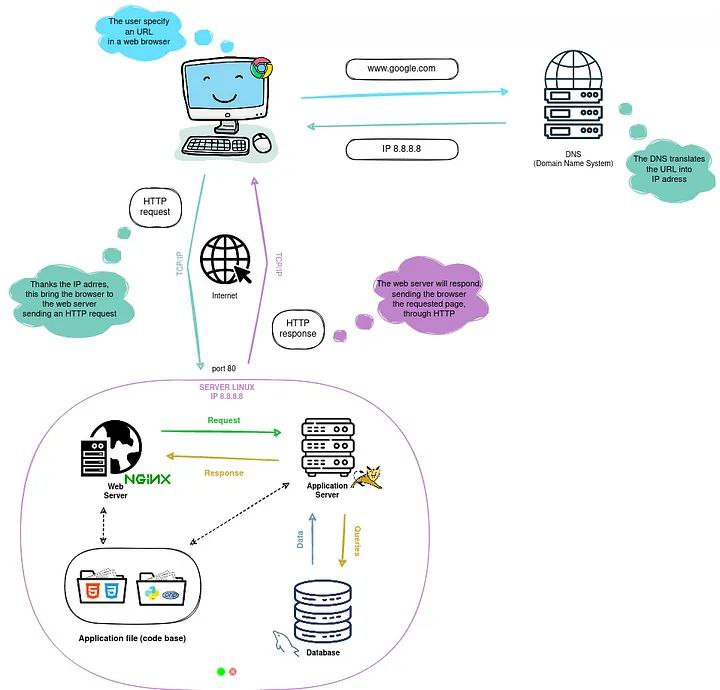 The user specify
an URL
in a web browser
www.google.com
IP 8.8.8.8
DNS
(Domain Name System)
The DNS translates
the URL into
IP adress
HTTP
request
TCP/IP
TCP/IP
Internet
Thanks the IP adrres,
this bring the browser to
the web server
sending an HTTP request
The web server will respond,
sending the browser
the requested page,
through HTTP
HTTP
response
port 80
SERVER LINUX
IP 8.8.8.8
Request
Response
NGiNX
Web
Server
Application
Server
Data
Queries
5
3
php
Application file (code base)
Database